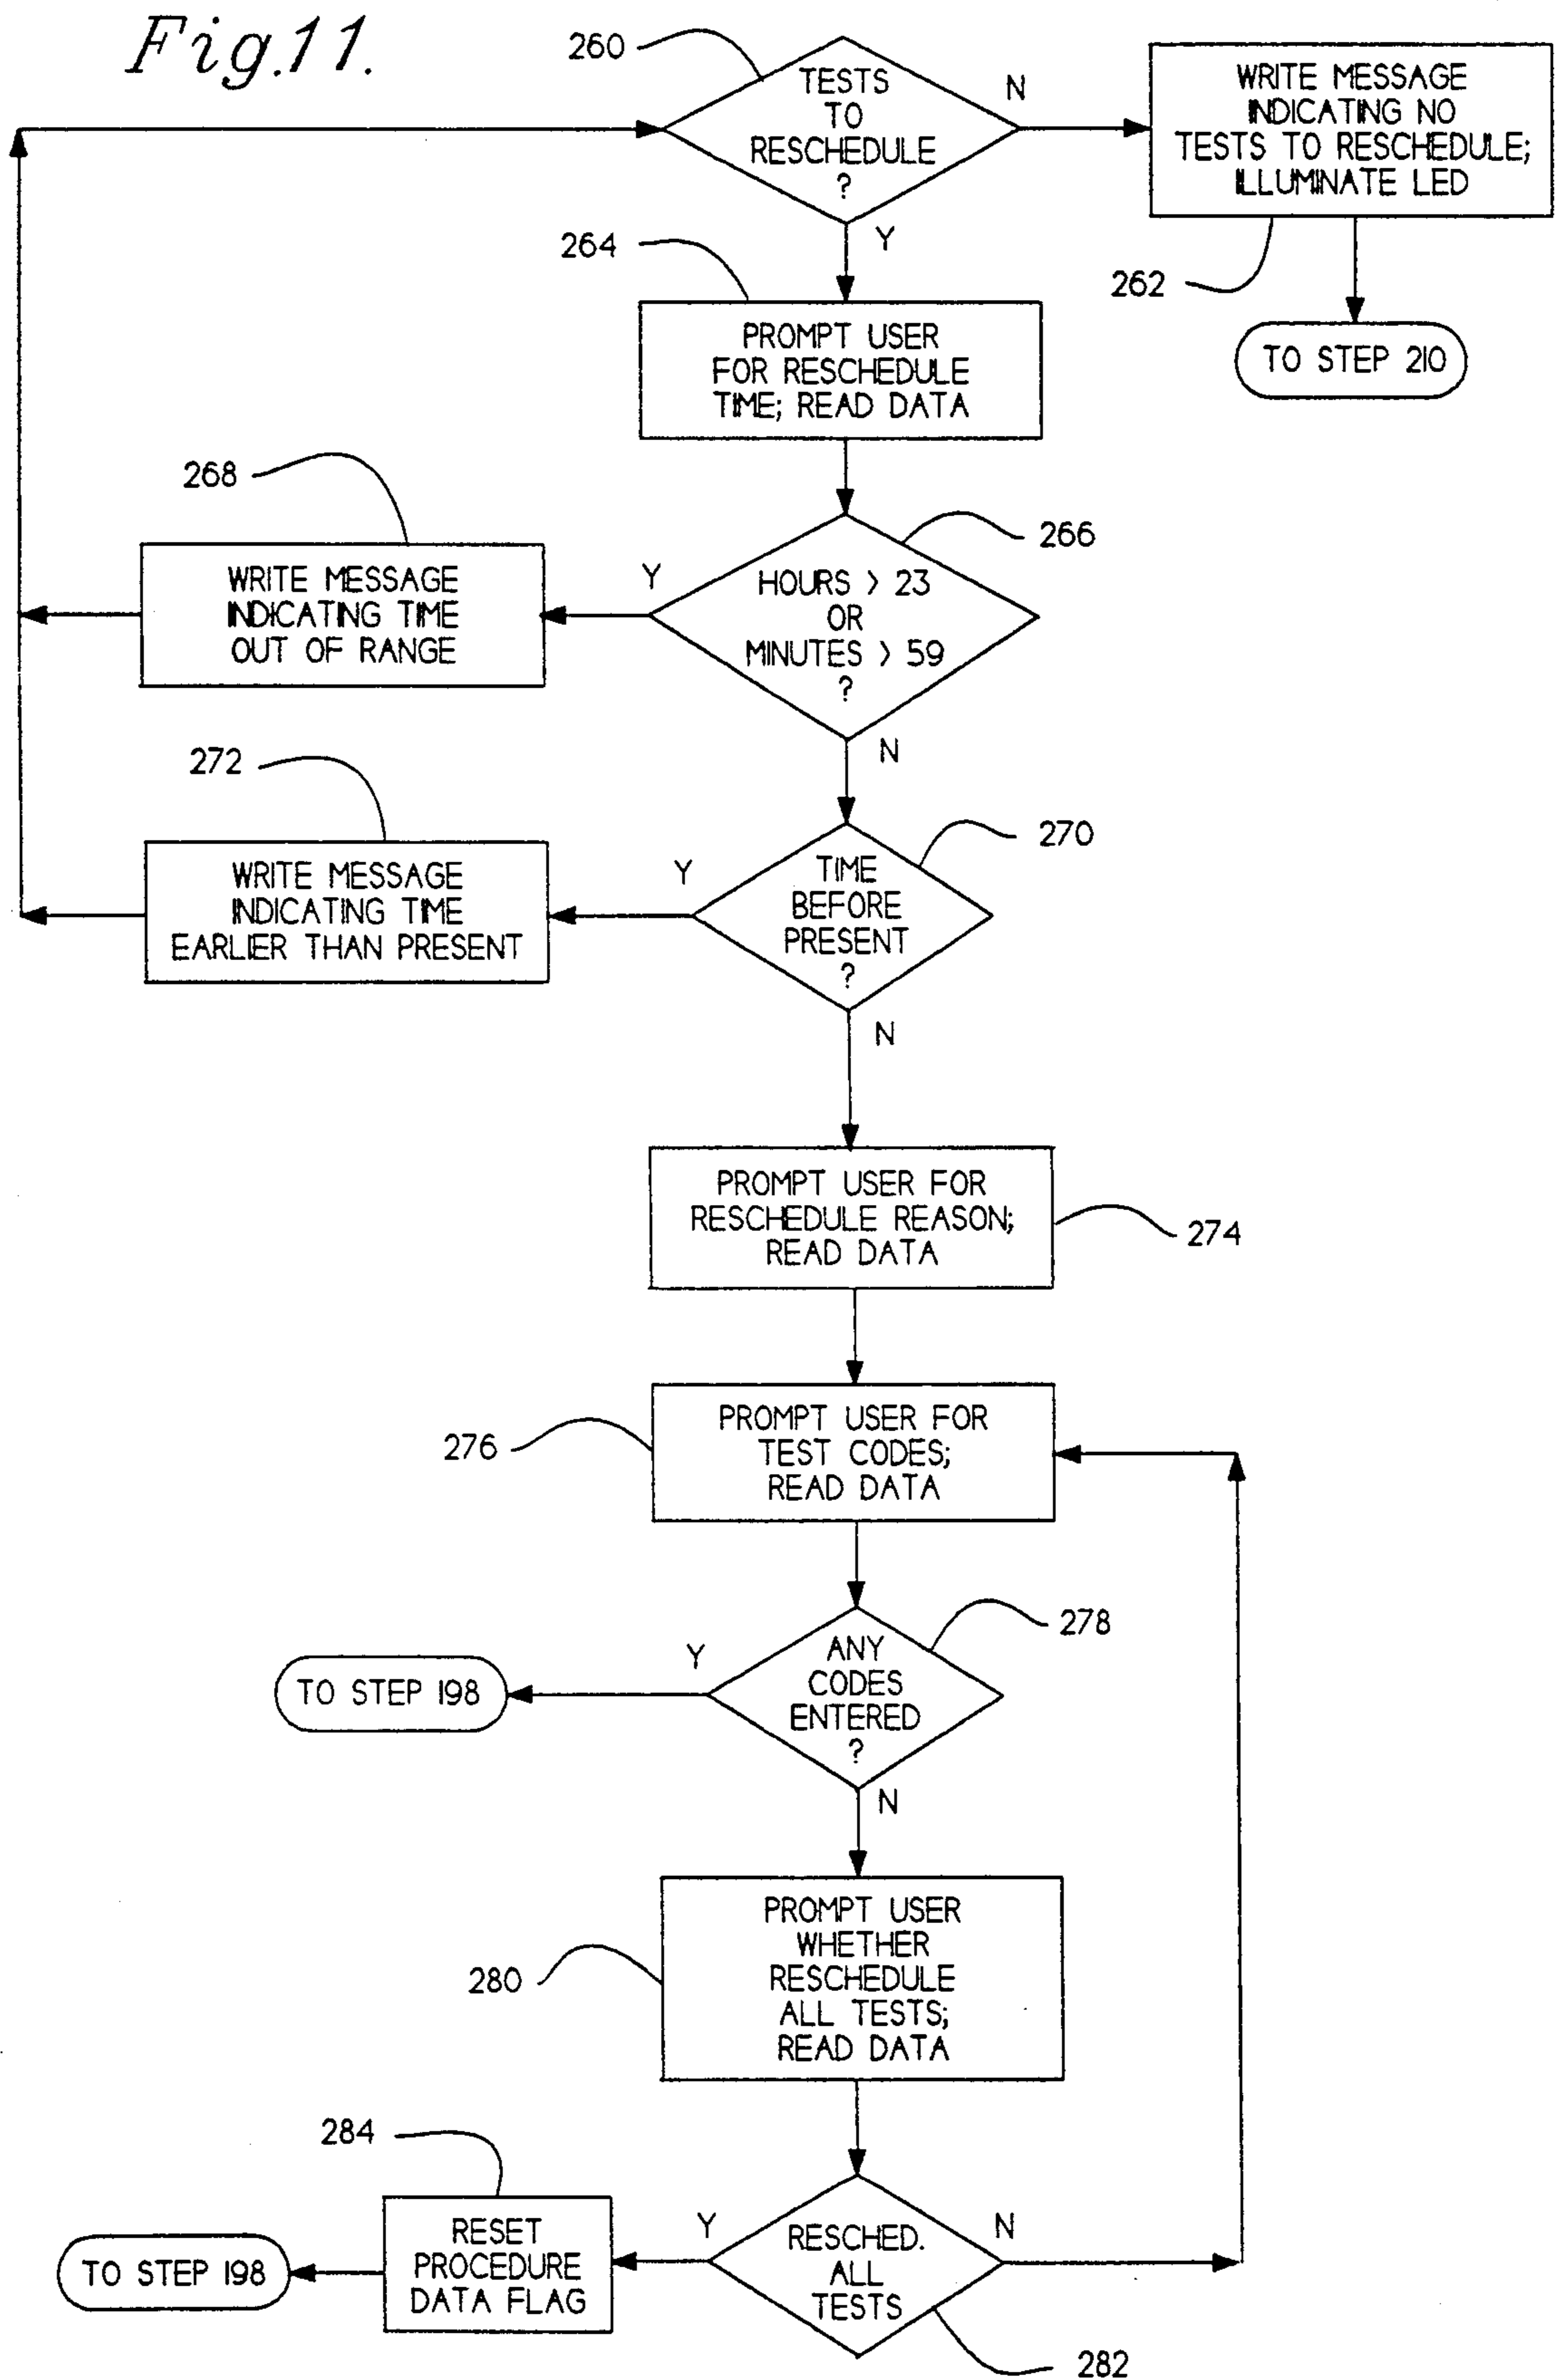 Fig.11.
260
TESTS
TO
RESCHEDULE
?
N
WRITE MESSAGE
INDICATING NO
TESTS TO RESCHEDULE;
ILLUMINATE LED
262
TO STEP 210
Y
264
PROMPT USER
FOR RESCHEDULE
TIME; READ DATA
266
HOURS > 23
OR
MINUTES > 59
?
Y
268
WRITE MESSAGE
INDICATING TIME
OUT OF RANGE
N
270
TIME
BEFORE
PRESENT
?
Y
272
WRITE MESSAGE
INDICATING TIME
EARLIER THAN PRESENT
N
PROMPT USER FOR
RESCHEDULE REASON;
READ DATA
274
276
PROMPT USER FOR
TEST CODES;
READ DATA
278
ANY
CODES
ENTERED
?
Y
TO STEP 198
N
280
PROMPT USER
WHETHER
RESCHEDULE
ALL TESTS;
READ DATA
RESCHED.
ALL
TESTS
282
N
Y
284
RESET
PROCEDURE
DATA FLAG
TO STEP 198